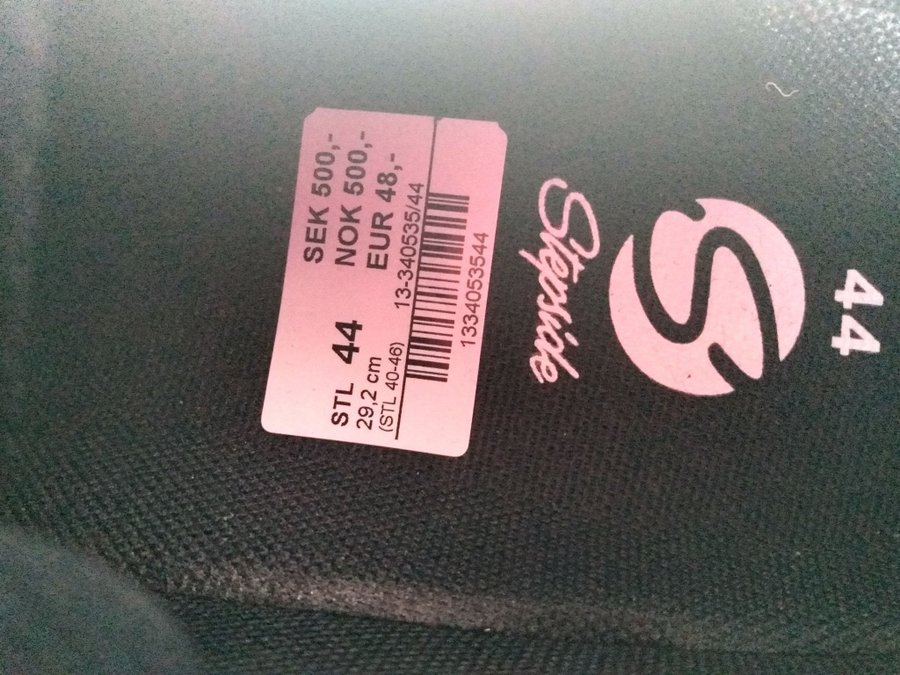 SEK 500,-
NOK 500,-
EUR 48,-
STL 44
29,2 cm
(STL 40-46)
13-340535/44
1334053544
Stepside
S
44